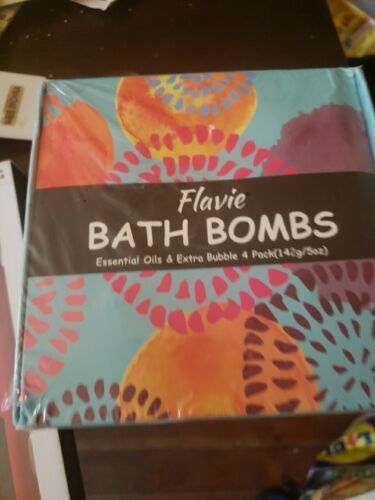 Flavie
BATH BOMBS
Essential Oils & Extra Bubble 4 Pack(142g/5oz)